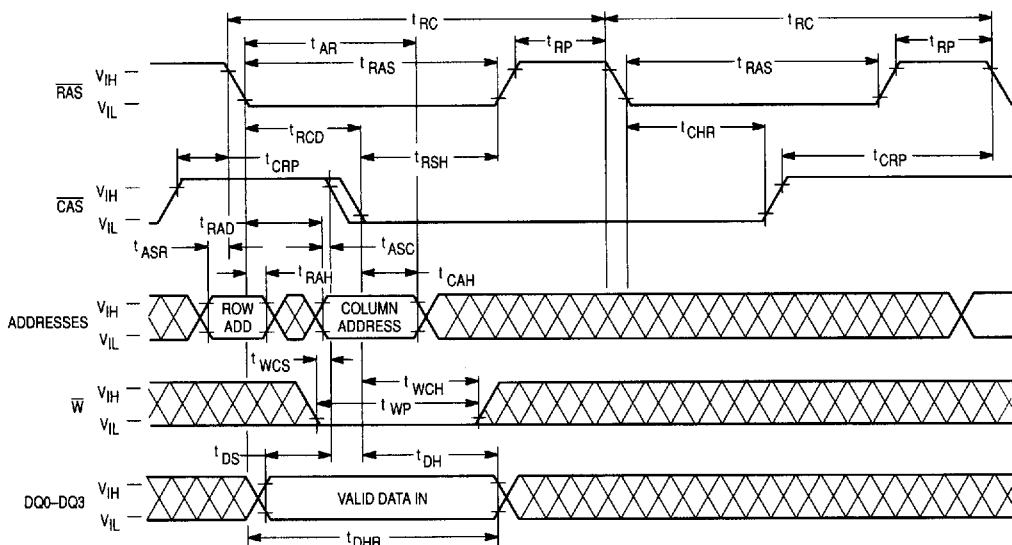 tRC tRC
tAR tRP tRP
VIH tRAS tRAS
RAS
VIL
tRCD tCHR
tCRP tRSH tCRP
VIH
CAS
VIL
tRAD
tASR tASC
tRAH tCAH
VIH ROW COLUMN
ADDRESSES
VIL ADD ADDRESS
tWCS tWCH
VIH tWP
W
VIL
tDS tDH
VIH
DQ0–DQ3 VALID DATA IN
VIL
tDHR